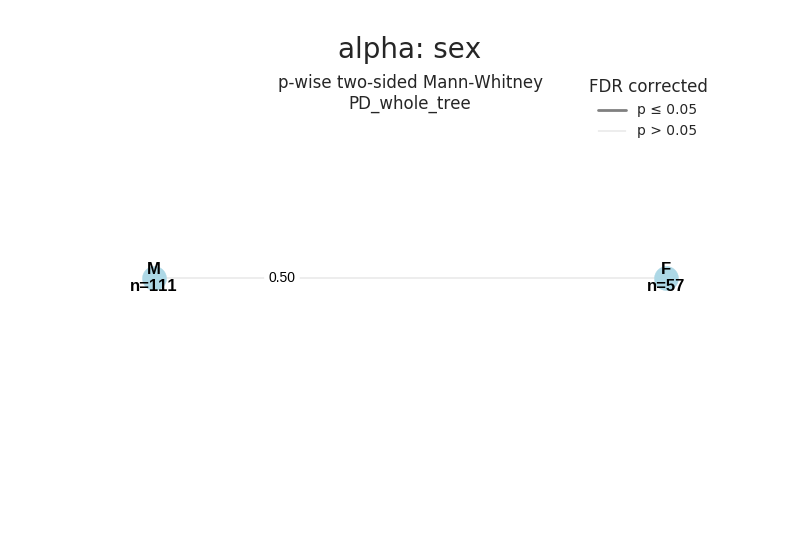 alpha: sex
p-wise two-sided Mann-Whitney
PD_whole_tree
FDR corrected
p ≤ 0.05
p > 0.05
M
n=111
0.50
F
n=57